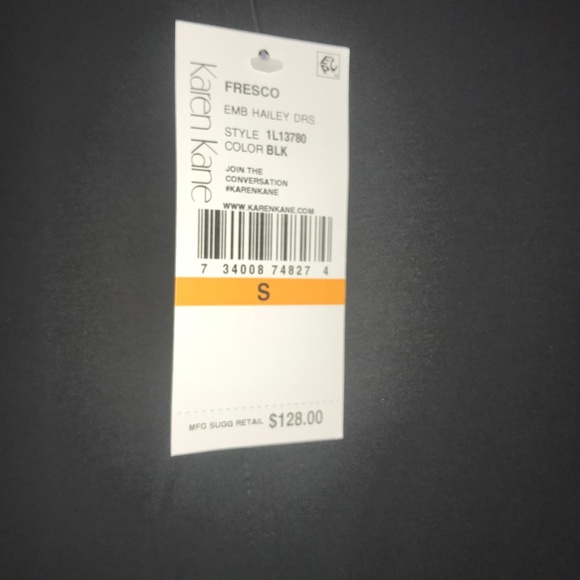 Karen Kane
FRESCO
EMB HAILEY DRS
STYLE 1L13780
COLOR BLK
JOIN THE
CONVERSATION
#KARENKANE
WWW.KARENKANE.COM
7 34008 74827 4
S
MFG SUGG RETAIL $128.00